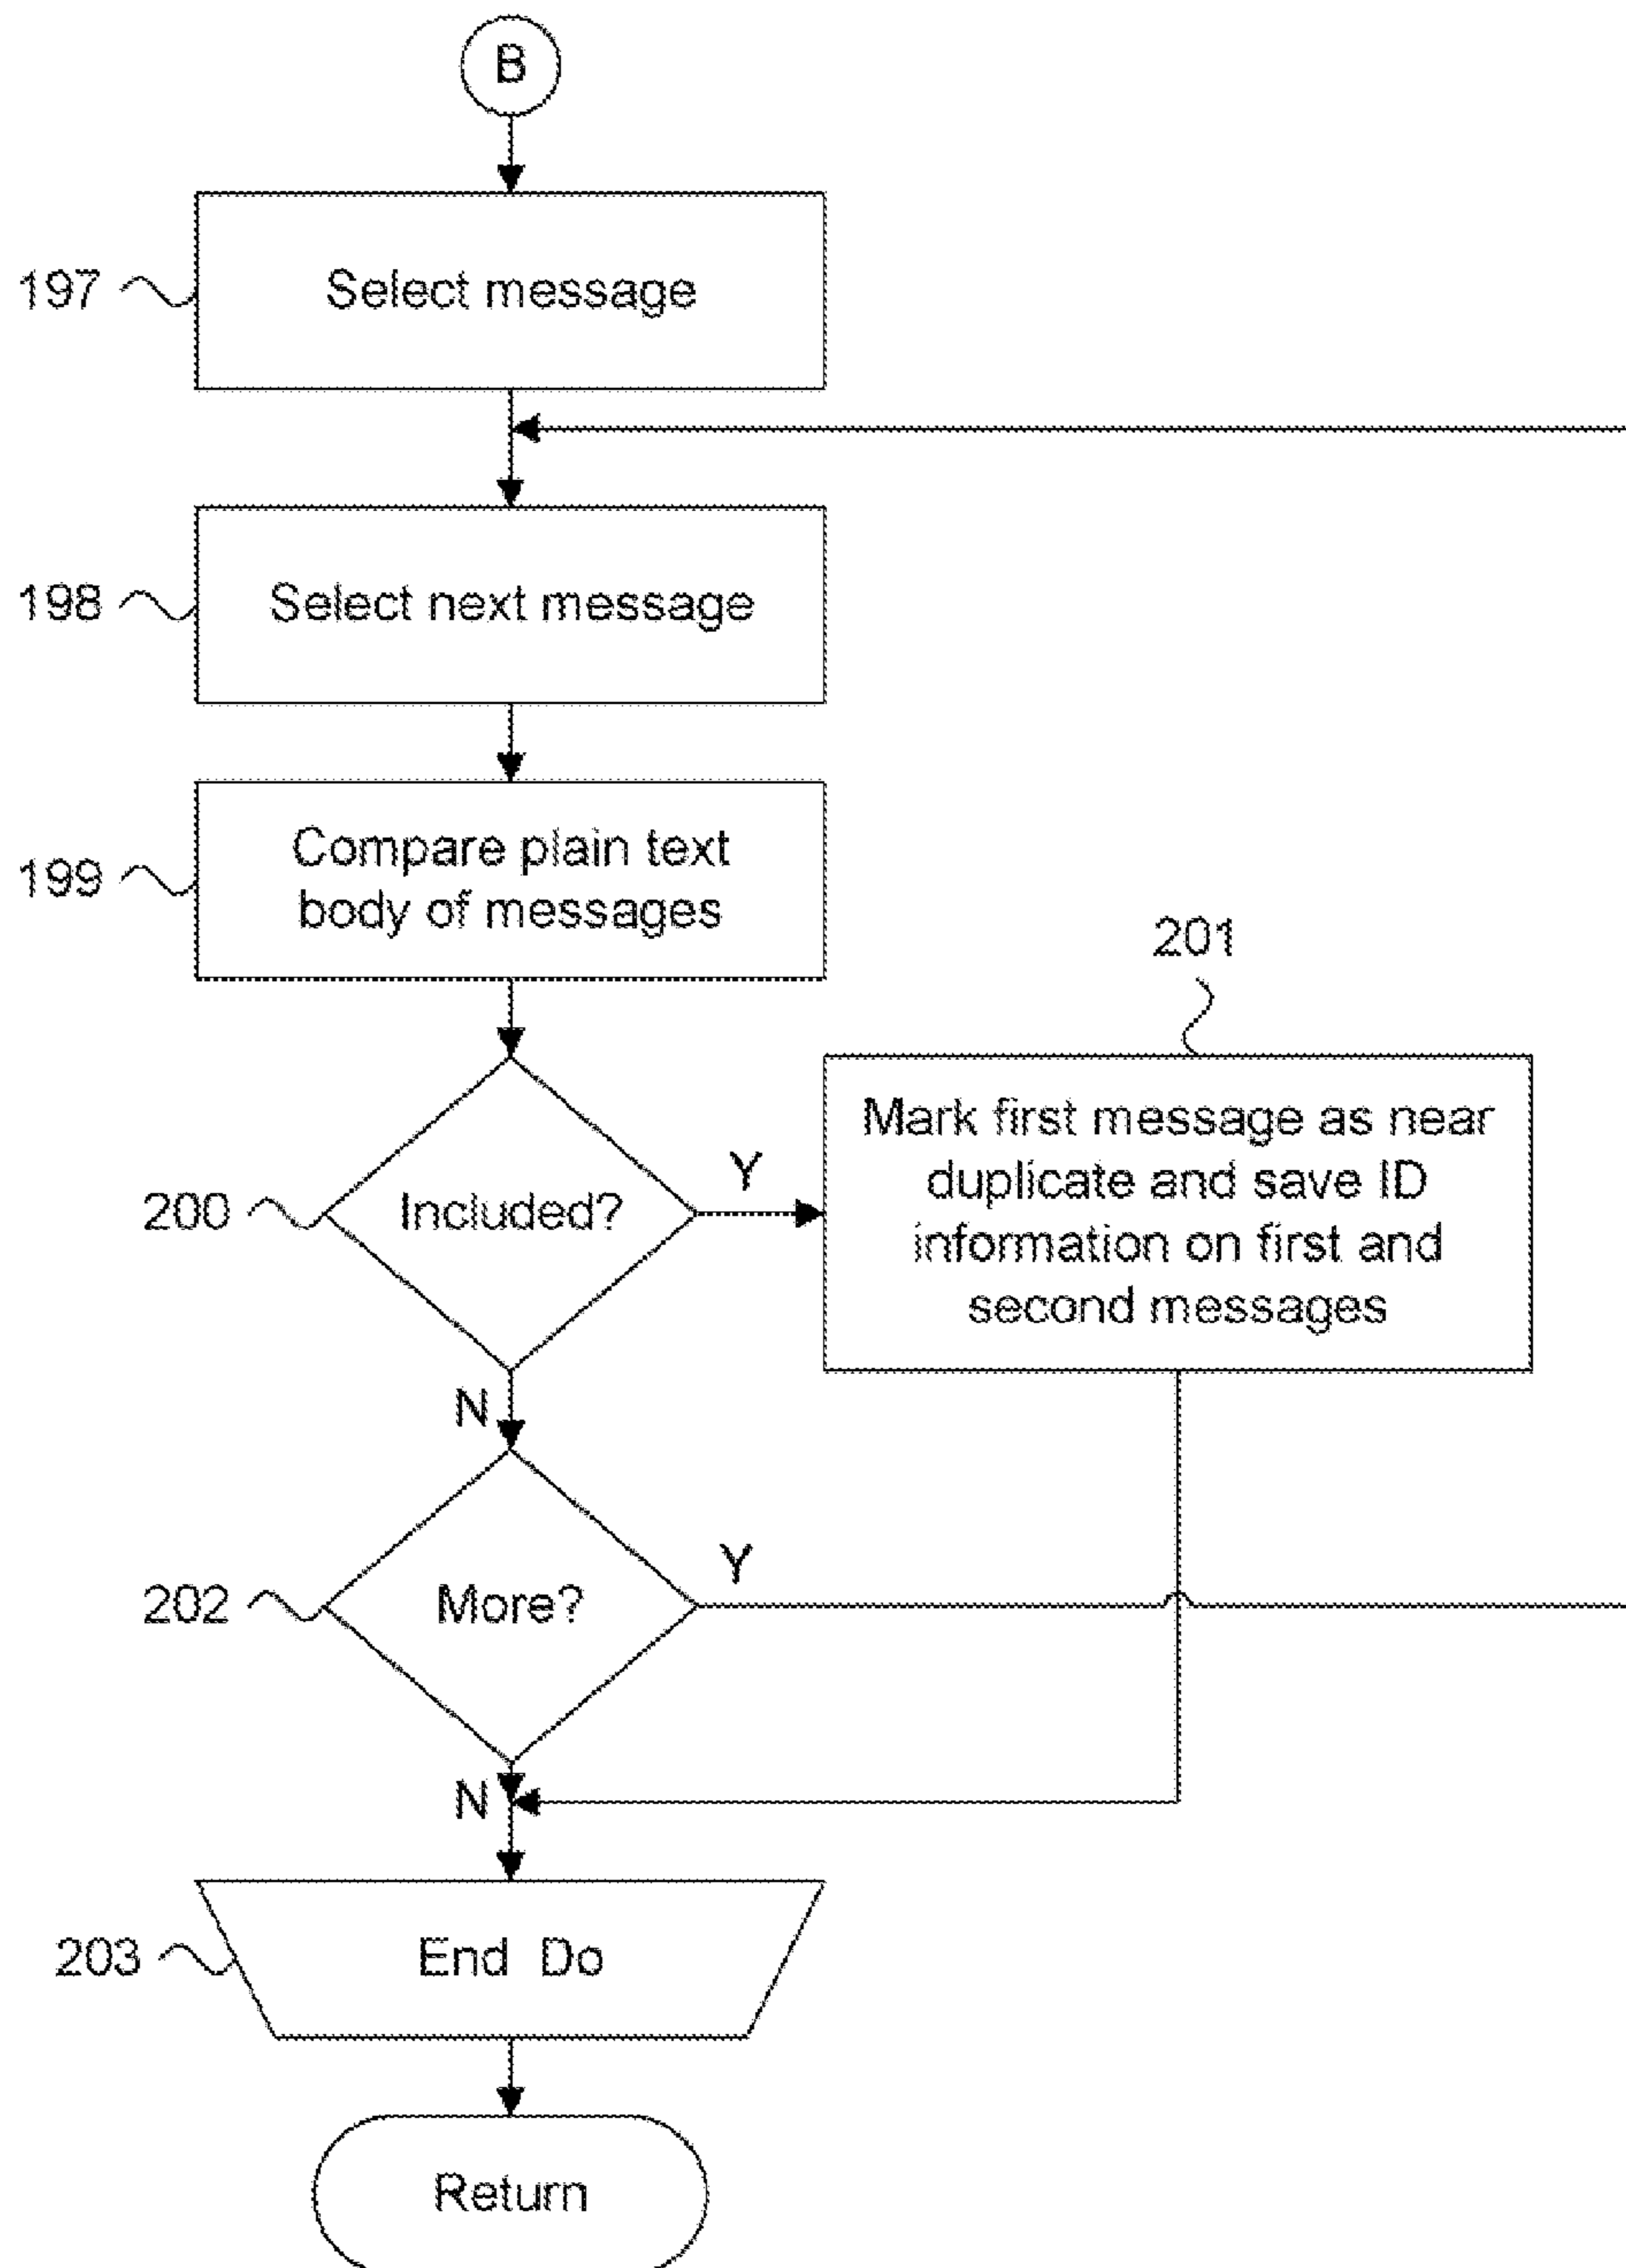 B
197
Select message
198
Select next message
199
Compare plain text
body of messages
201
200
Included?
Y
Mark first message as near
duplicate and save ID
information on first and
second messages
N
202
More?
Y
N
203
End Do
Return